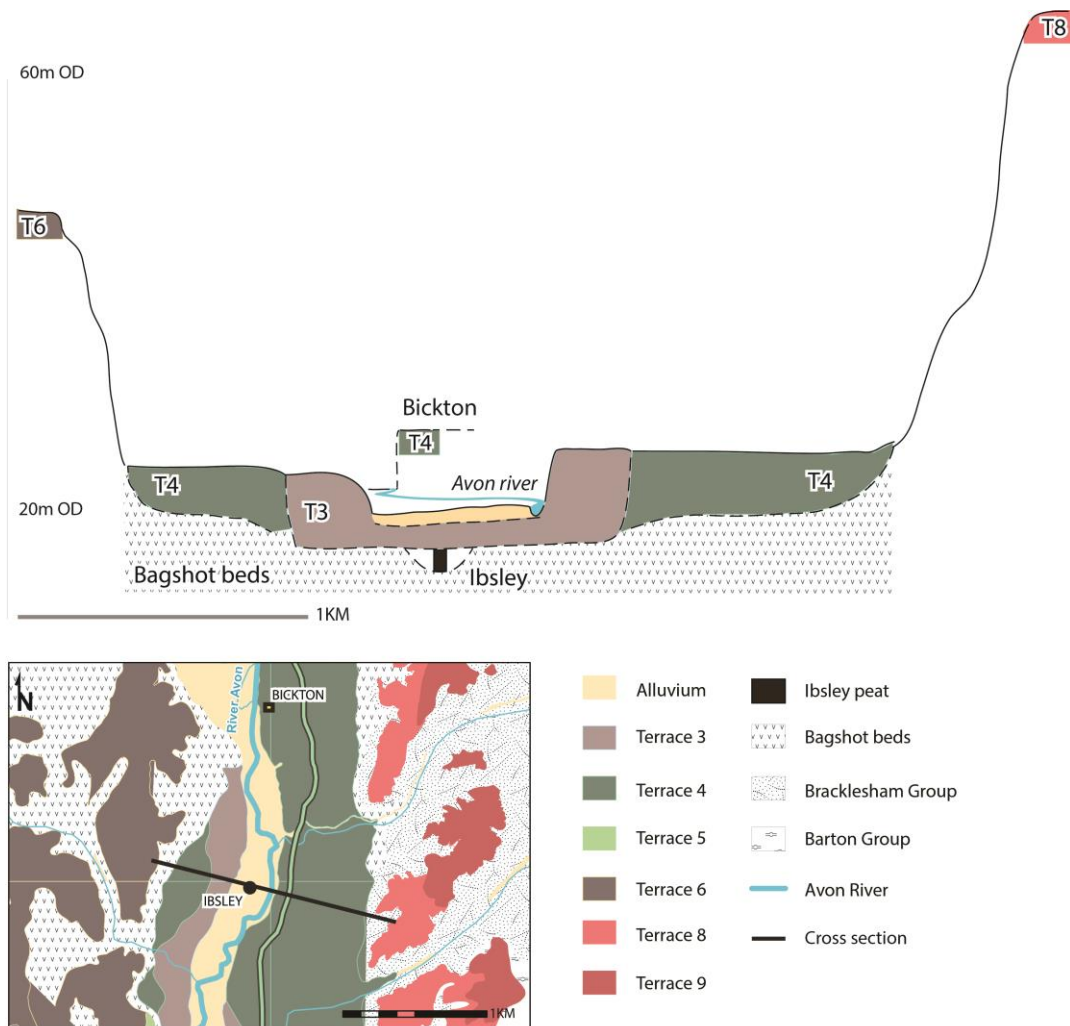 60m OD
T8
T6
Bickton
T4
Avon river
T4
T3
T4
20m OD
Bagshot beds
Ibsley
1KM
N
River Avon
BICKTON
IBSLEY
1KM
Alluvium
Terrace 3
Terrace 4
Terrace 5
Terrace 6
Terrace 8
Terrace 9
Ibsley peat
Bagshot beds
Bracklesham Group
Barton Group
Avon River
Cross section